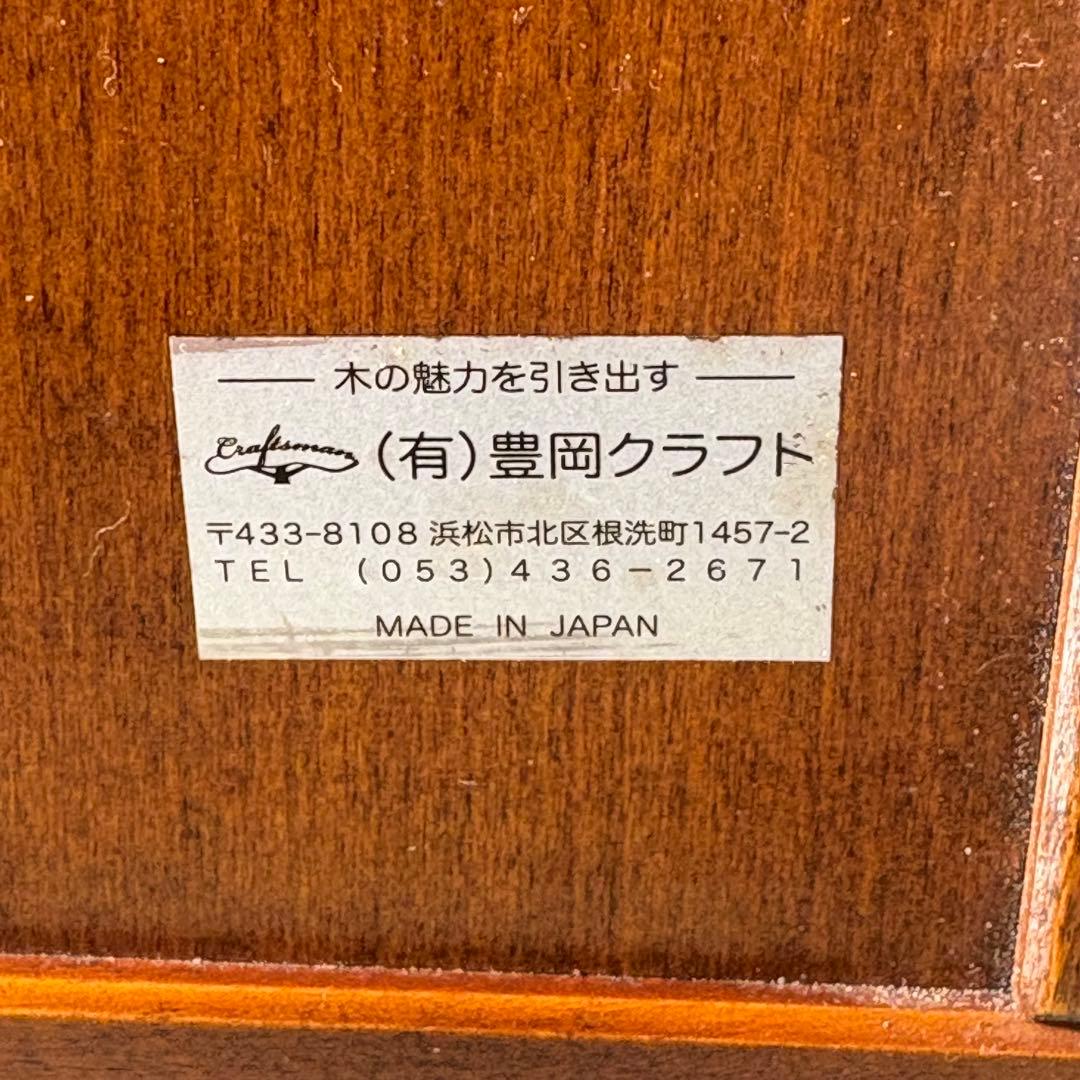 木の魅力を引き出す
Craftsman (有)豊岡クラフト
〒433-8108 浜松市北区根洗町1457-2
TEL (053)436-2671
MADE IN JAPAN